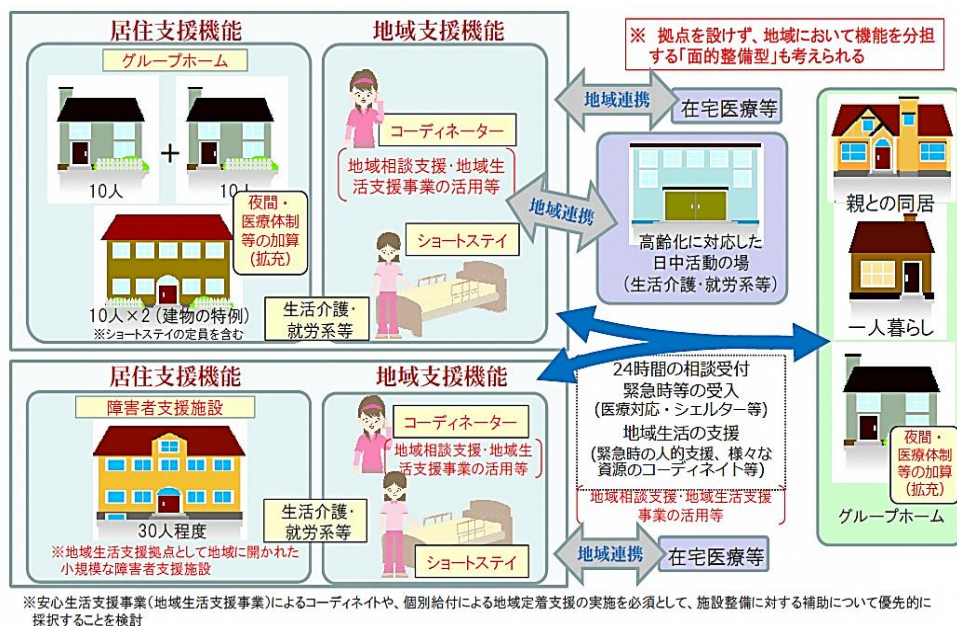 居住支援機能
地域支援機能
グループホーム
10人
+
10人
夜間・
医療体制
等の加算
(拡充)
10人×2(建物の特例)
※ショートステイの定員を含む
コーディネーター
地域相談支援・地域生
活支援事業の活用等
ショートステイ
生活介護・
就労系等
※ 拠点を設けず、地域において機能を分担
する「面的整備型」も考えられる
地域連携
在宅医療等
地域連携
高齢化に対応した
日中活動の場
(生活介護・就労系等)
親との同居
一人暮らし
夜間・
医療体制
等の加算
(拡充)
グループホーム
居住支援機能
地域支援機能
障害者支援施設
30人程度
※地域生活支援拠点として地域に開かれた
小規模な障害者支援施設
コーディネーター
地域相談支援・地域生
活支援事業の活用等
生活介護・
就労系等
ショートステイ
24時間の相談受付
緊急時等の受入
(医療対応・シェルター等)
地域生活の支援
(緊急時の人的支援、様々な
資源のコーディネイト等)
地域相談支援・地域生活支援
事業の活用等
地域連携
在宅医療等
※安心生活支援事業(地域生活支援事業)によるコーディネイトや、個別給付による地域定着支援の実施を必須として、施設整備に対する補助について優先的に
採択することを検討